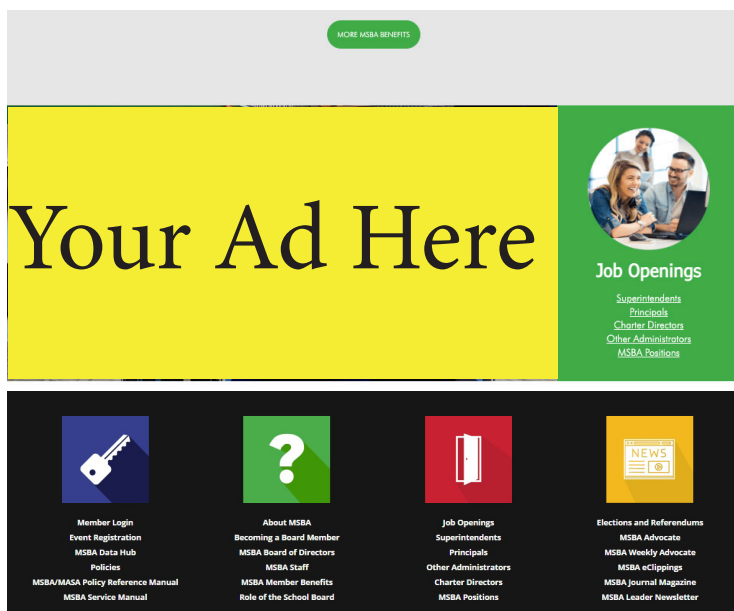 MORE MSBA BENEFITS
Your Ad Here
Job Openings
Superintendents
Principals
Charter Directors
Other Administrators
MSBA Positions
?
NEWS
Member Login
Event Registration
MSBA Data Hub
Policies
MSBA/MASA Policy Reference Manual
MSBA Service Manual
About MSBA
Becoming a Board Member
MSBA Board of Directors
MSBA Staff
MSBA Member Benefits
Role of the School Board
Job Openings
Superintendents
Principals
Other Administrators
Charter Directors
MSBA Positions
Elections and Referendums
MSBA Advocate
MSBA Weekly Advocate
MSBA eClippings
MSBA Journal Magazine
MSBA Leader Newsletter